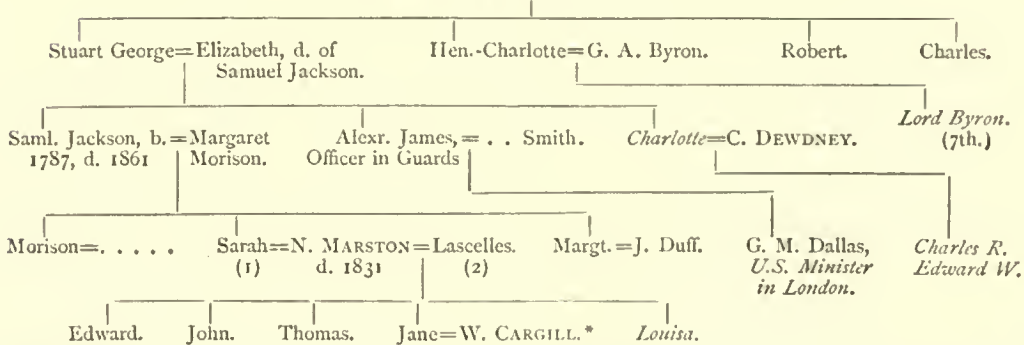 Stuart George=Elizabeth, d. of Hen.-Charlotte=G. A. Byron. Robert. Charles.
Samuel Jackson.
Saml. Jackson, b.=Margaret Alexr. James,=. . Smith. Charlotte=C. DEWDNEY. Lord Byron.
1787, d. 1861 Morison. Officer in Guards (7th.)
Morison=. . . . . Sarah=N. MARSTON=Lascelles. Margt.=J. Duff. G. M. Dallas, Charles R.
(1) d. 1831 (2) U.S. Minister Edward W.
in London.
Edward. John. Thomas. Jane=W. CARGILL.* Louisa.